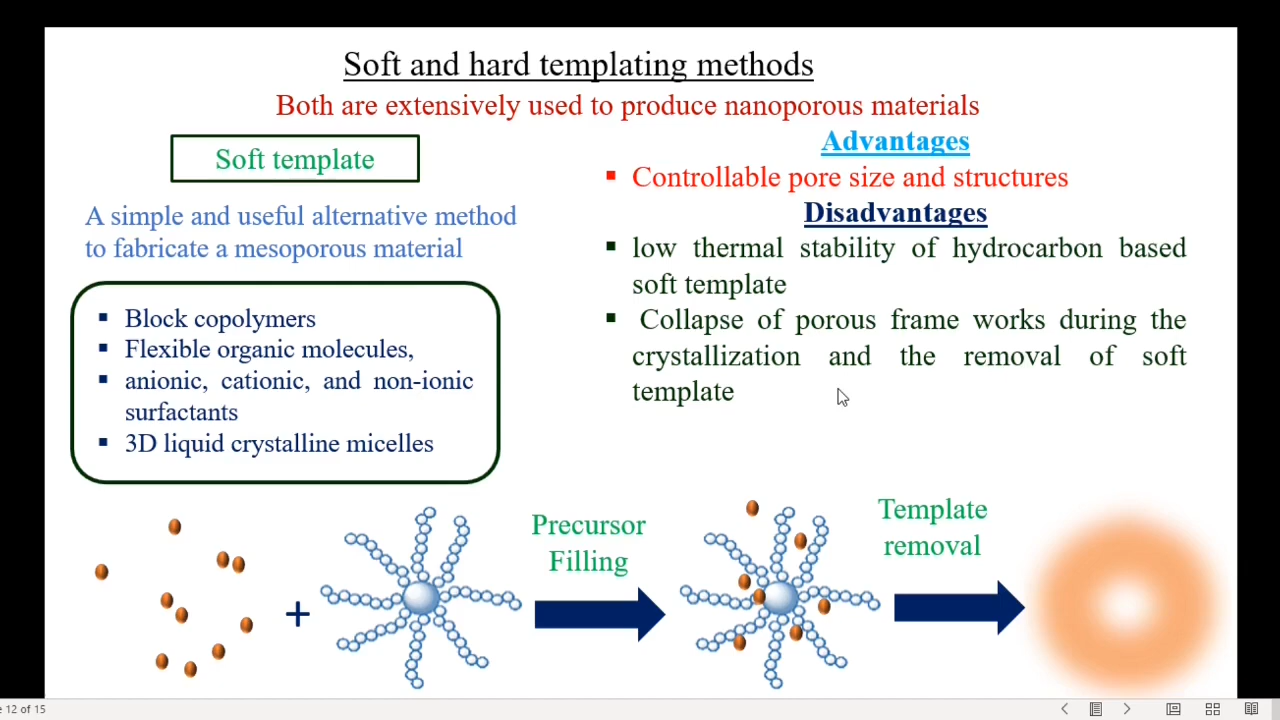 Soft and hard templating methods
Both are extensively used to produce nanoporous materials
Soft template
A simple and useful alternative method
to fabricate a mesoporous material
Block copolymers
Flexible organic molecules,
anionic, cationic, and non-ionic
surfactants
3D liquid crystalline micelles
Advantages
Controllable pore size and structures
Disadvantages
low thermal stability of hydrocarbon based
soft template
Collapse of porous frame works during the
crystallization and the removal of soft
template
+
Precursor
Filling
Template
removal
12 of 15